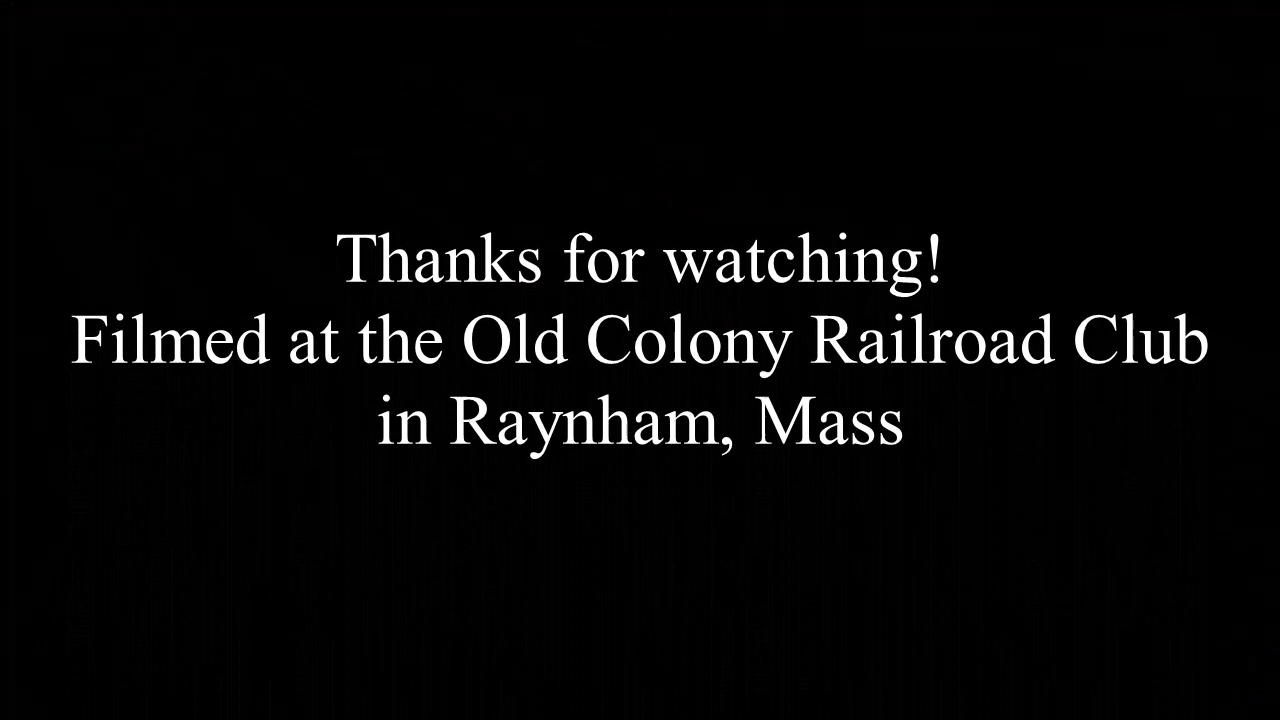 Thanks for watching!
Filmed at the Old Colony Railroad Club
in Raynham, Mass